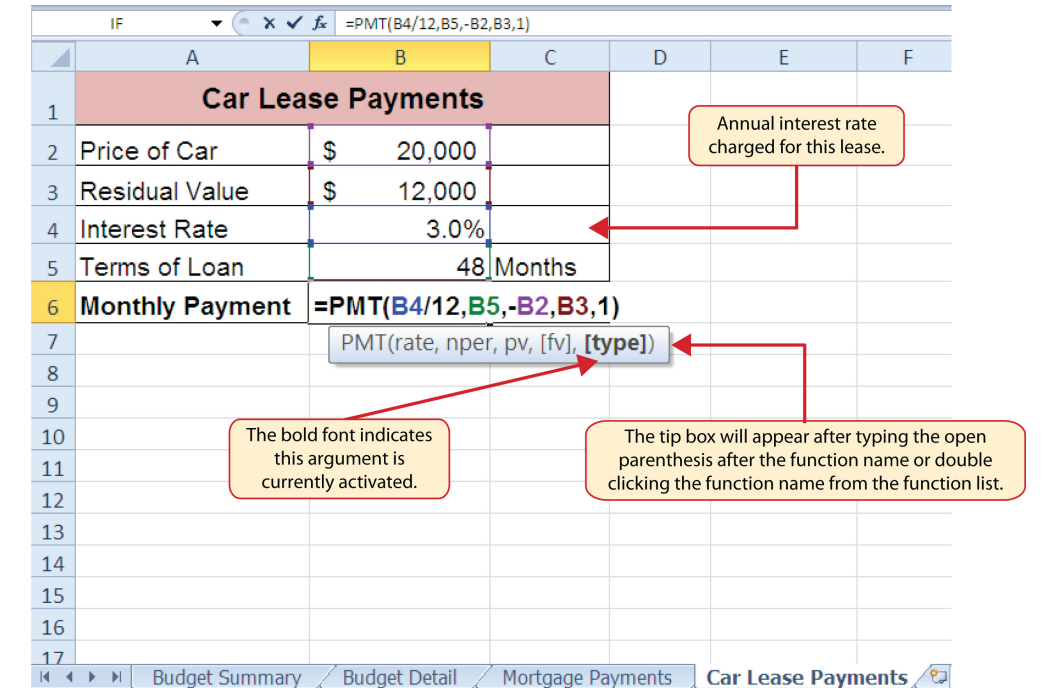 IF =PMT(B4/12,B5,-B2,B3,1)
A B C D E F
1 Car Lease Payments
Annual interest rate
charged for this lease.
2 Price of Car $ 20,000
3 Residual Value $ 12,000
4 Interest Rate 3.0%
5 Terms of Loan 48 Months
6 Monthly Payment =PMT(B4/12,B5,-B2,B3,1)
7 PMT(rate, nper, pv, [fv], [type])
8
9
10
The bold font indicates
this argument is
currently activated.
The tip box will appear after typing the open
parenthesis after the function name or double
clicking the function name from the function list.
11
12
13
14
15
16
17
Budget Summary Budget Detail Mortgage Payments Car Lease Payments